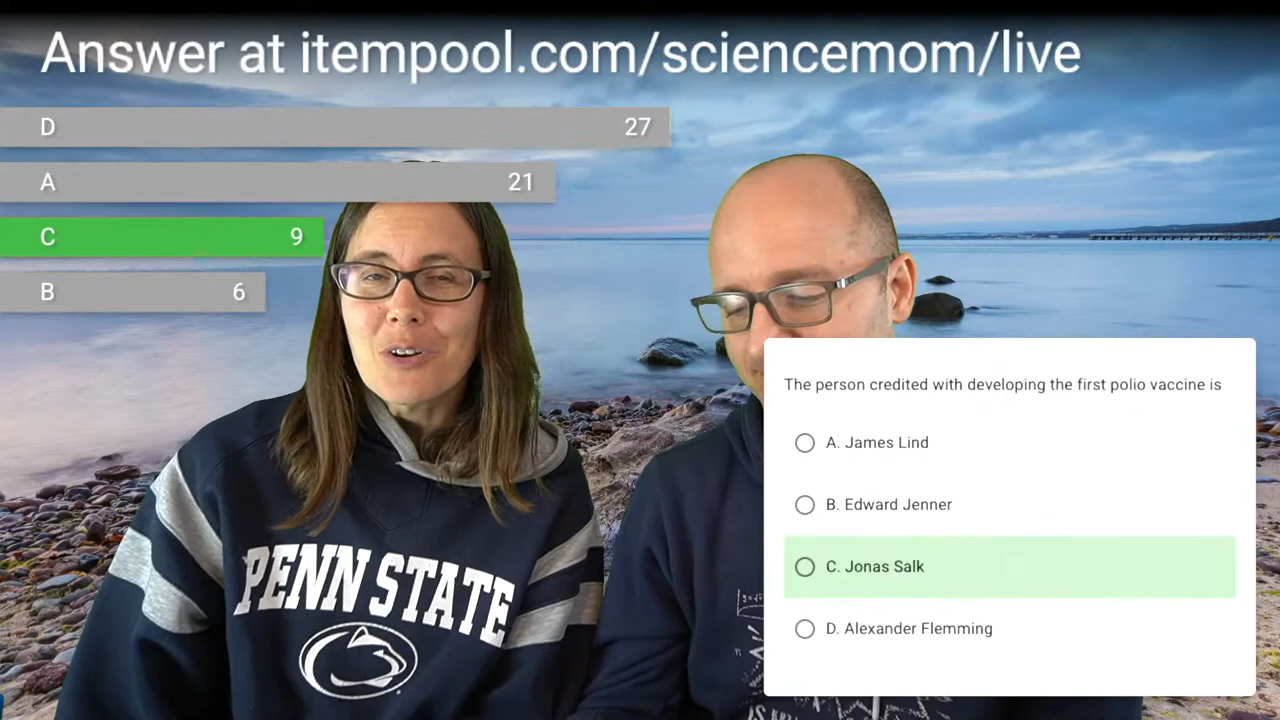 Answer at itempool.com/sciencemom/live
D 27
A 21
C 9
B 6
The person credited with developing the first polio vaccine is
A. James Lind
B. Edward Jenner
C. Jonas Salk
D. Alexander Flemming
PENN STATE